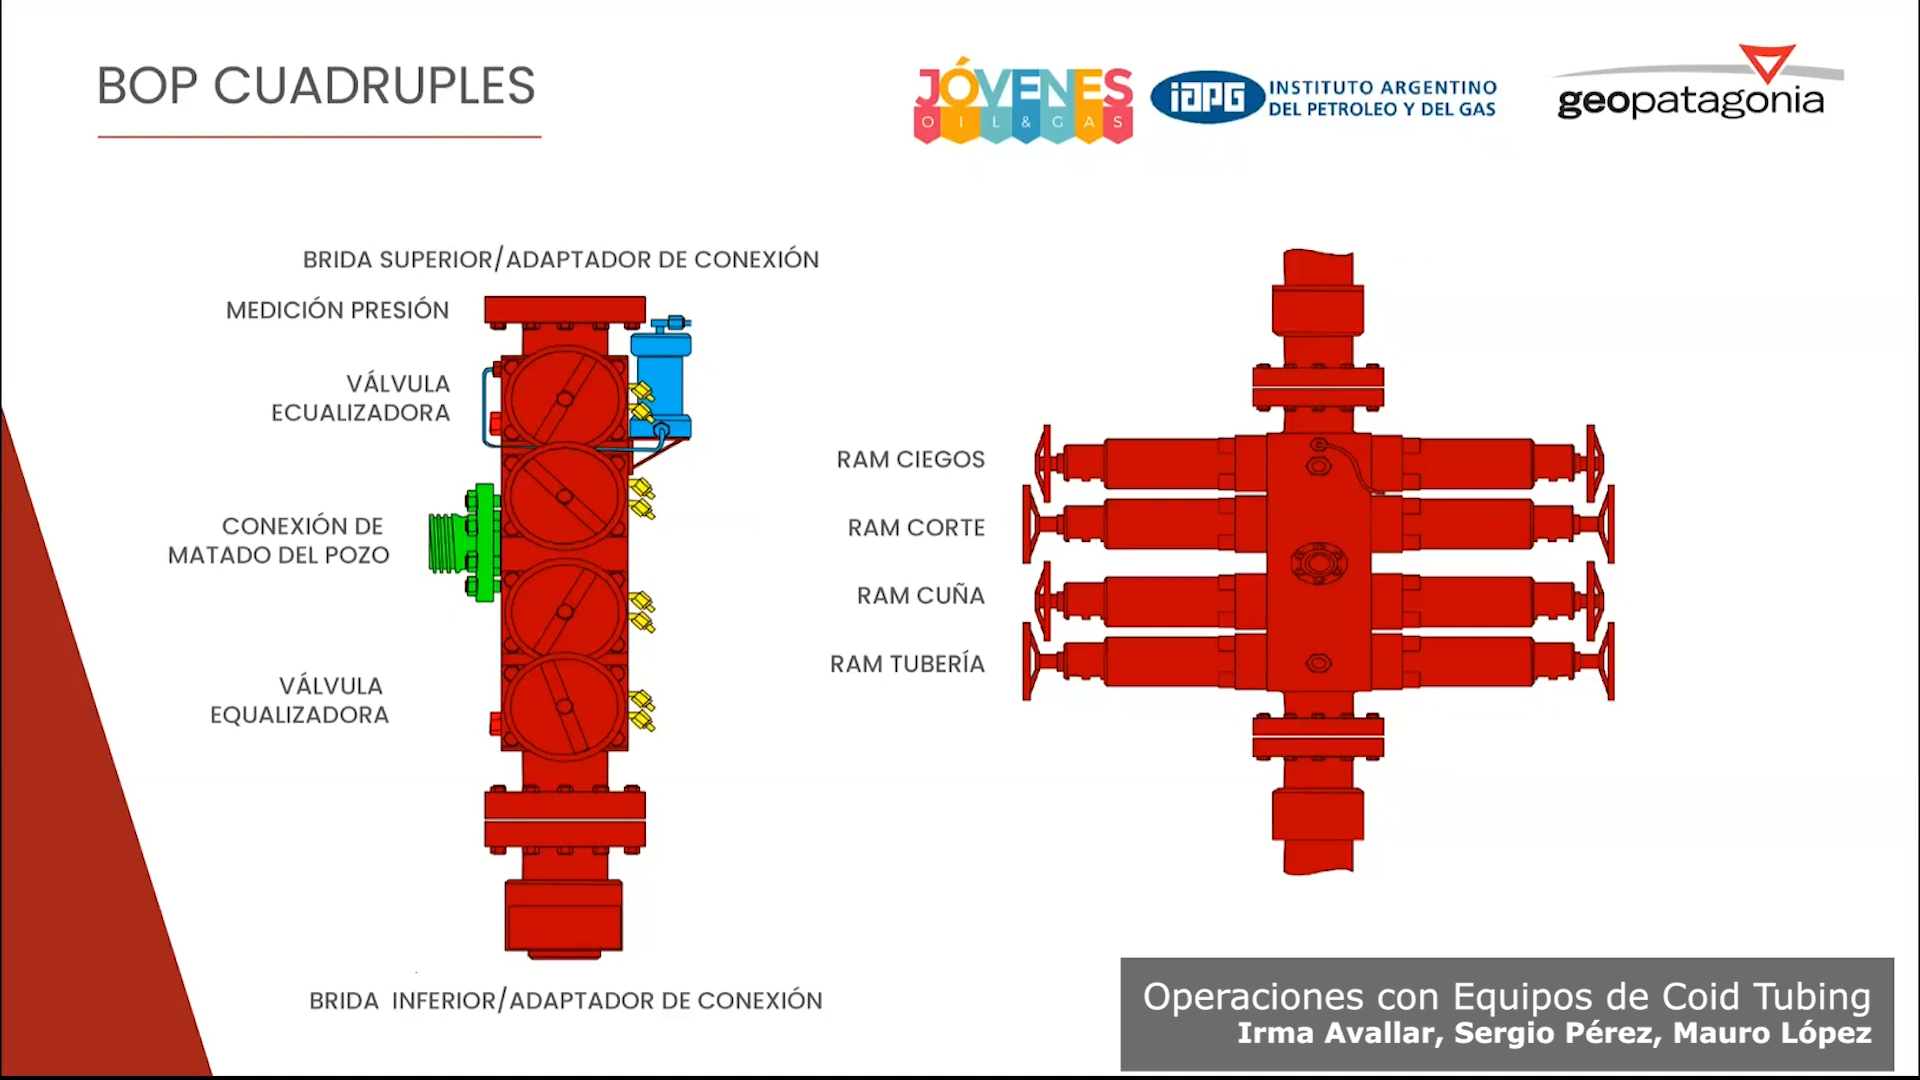 BOP CUADRUPLES
JÓVENES
OIL&GAS
iapg
INSTITUTO ARGENTINO
DEL PETROLEO Y DEL GAS
geopatagonia
BRIDA SUPERIOR/ADAPTADOR DE CONEXIÓN
MEDICIÓN PRESIÓN
VÁLVULA
ECUALIZADORA
CONEXIÓN DE
MATADO DEL POZO
VÁLVULA
EQUALIZADORA
BRIDA INFERIOR/ADAPTADOR DE CONEXIÓN
RAM CIEGOS
RAM CORTE
RAM CUÑA
RAM TUBERÍA
Operaciones con Equipos de Coid Tubing
Irma Avallar, Sergio Pérez, Mauro López